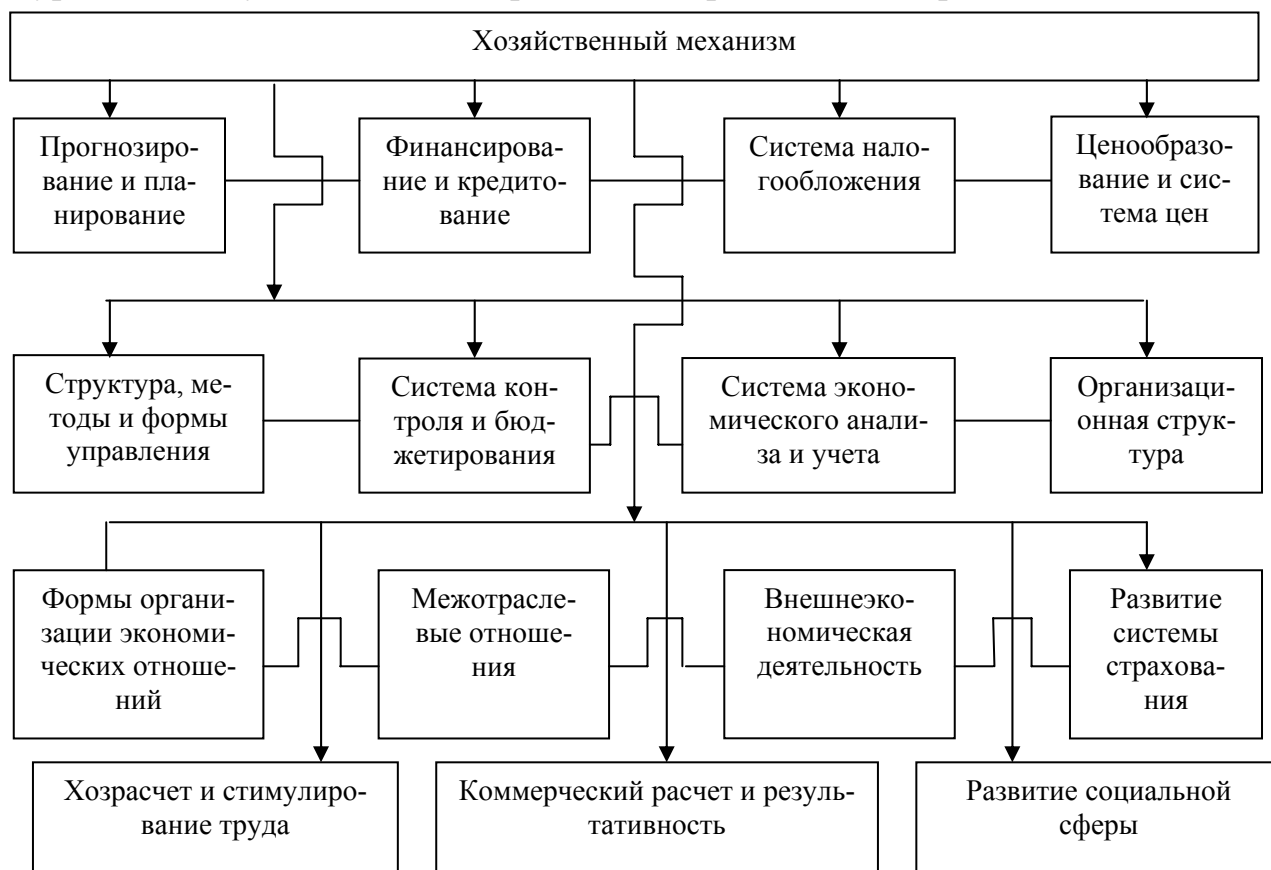 Хозяйственный механизм
Прогнозиро-
вание и пла-
нирование
Финансирова-
ние и кредито-
вание
Система нало-
гообложения
Ценообразо-
вание и сис-
тема цен
Структура, ме-
тоды и формы
управления
Система кон-
троля и бюд-
жетирования
Система эконо-
мического анали-
за и учета
Организаци-
онная струк-
тура
Формы органи-
зации экономи-
ческих отноше-
ний
Межотрасле-
вые отноше-
ния
Внешнеэко-
номическая
деятельность
Развитие
системы
страхова-
ния
Хозрасчет и стимулиро-
вание труда
Коммерческий расчет и резуль-
тативность
Развитие социальной
сферы